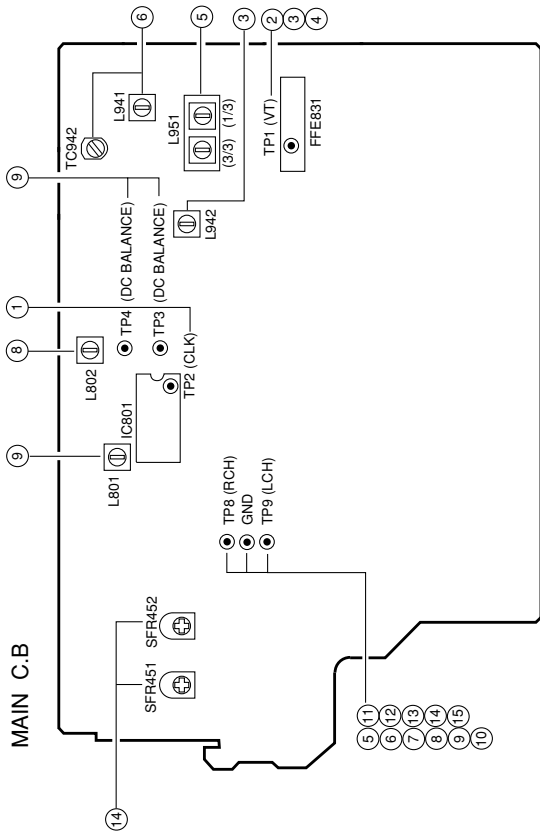 MAIN C.B
⑭
SFR451
SFR452
⑨
L801
⑧
L802
IC801
①
TP2 (CLK)
⑨
TP4 (DC BALANCE)
TP3 (DC BALANCE)
TC942
⑥
L941
⑤
L951
(3/3) (1/3)
③
L942
② ③ ④
TP1 (VT)
FFE831
TP8 (RCH)
GND
TP9 (LCH)
⑪ ⑫ ⑬ ⑭ ⑮
⑤ ⑥ ⑦ ⑧ ⑨ ⑩